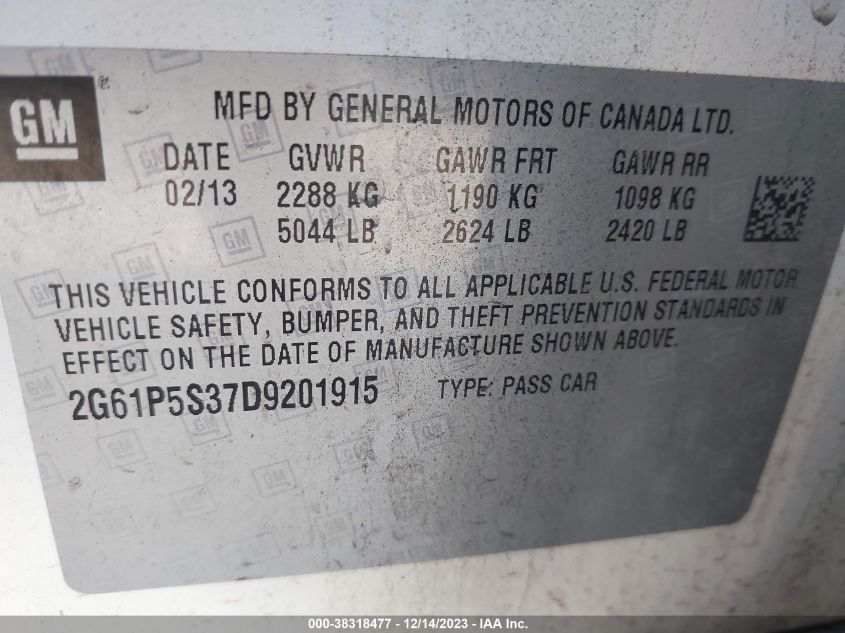 GM ®
MFD BY GENERAL MOTORS OF CANADA LTD.
DATE GVWR GAWR FRT GAWR RR
02/13 2288 KG 1190 KG 1098 KG
5044 LB 2624 LB 2420 LB
THIS VEHICLE CONFORMS TO ALL APPLICABLE U.S. FEDERAL MOTOR
VEHICLE SAFETY, BUMPER, AND THEFT PREVENTION STANDARDS IN
EFFECT ON THE DATE OF MANUFACTURE SHOWN ABOVE.
2G61P5S37D9201915 TYPE: PASS CAR
000-38318477 - 12/14/2023 - © IAA, Inc.